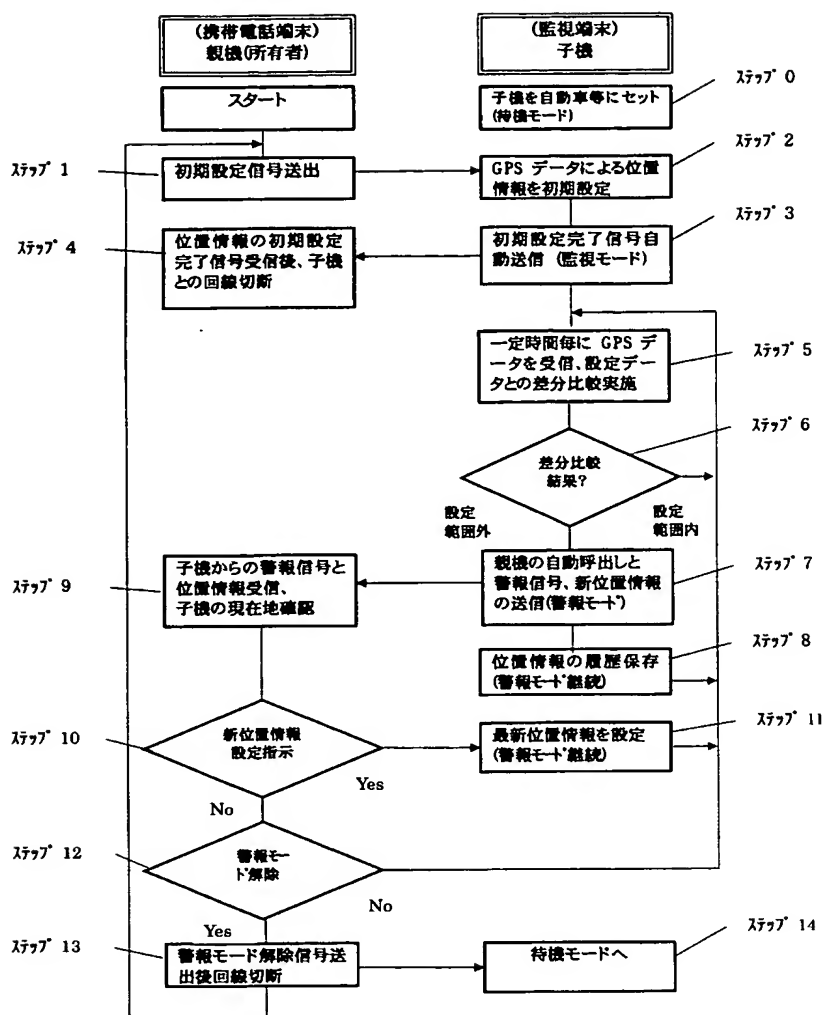 (携帯電話端末)
親機(所有者)
(監視端末)
子機
ステップ 0
スタート
子機を自動車等にセット
(待機モード)
ステップ 1
初期設定信号送出
GPS データによる位置
情報を初期設定
ステップ 2
ステップ 3
ステップ 4
位置情報の初期設定
完了信号受信後、子機
との回線切断
初期設定完了信号自
動送信 (監視モード)
一定時間毎に GPS デ
ータを受信、設定デー
タとの差分比較実施
ステップ 5
ステップ 6
差分比較
結果?
設定
範囲外
設定
範囲内
ステップ 9
子機からの警報信号と
位置情報受信、
子機の現在地確認
親機の自動呼出しと
警報信号、新位置情報
の送信(警報モード)
ステップ 7
ステップ 8
位置情報の履歴保存
(警報モード継続)
ステップ 10
新位置情報
設定指示
Yes
No
最新位置情報を設定
(警報モード継続)
ステップ 11
ステップ 12
警報モー
ド解除
No
Yes
ステップ 13
警報モード解除信号送
出後回線切断
待機モードへ
ステップ 14